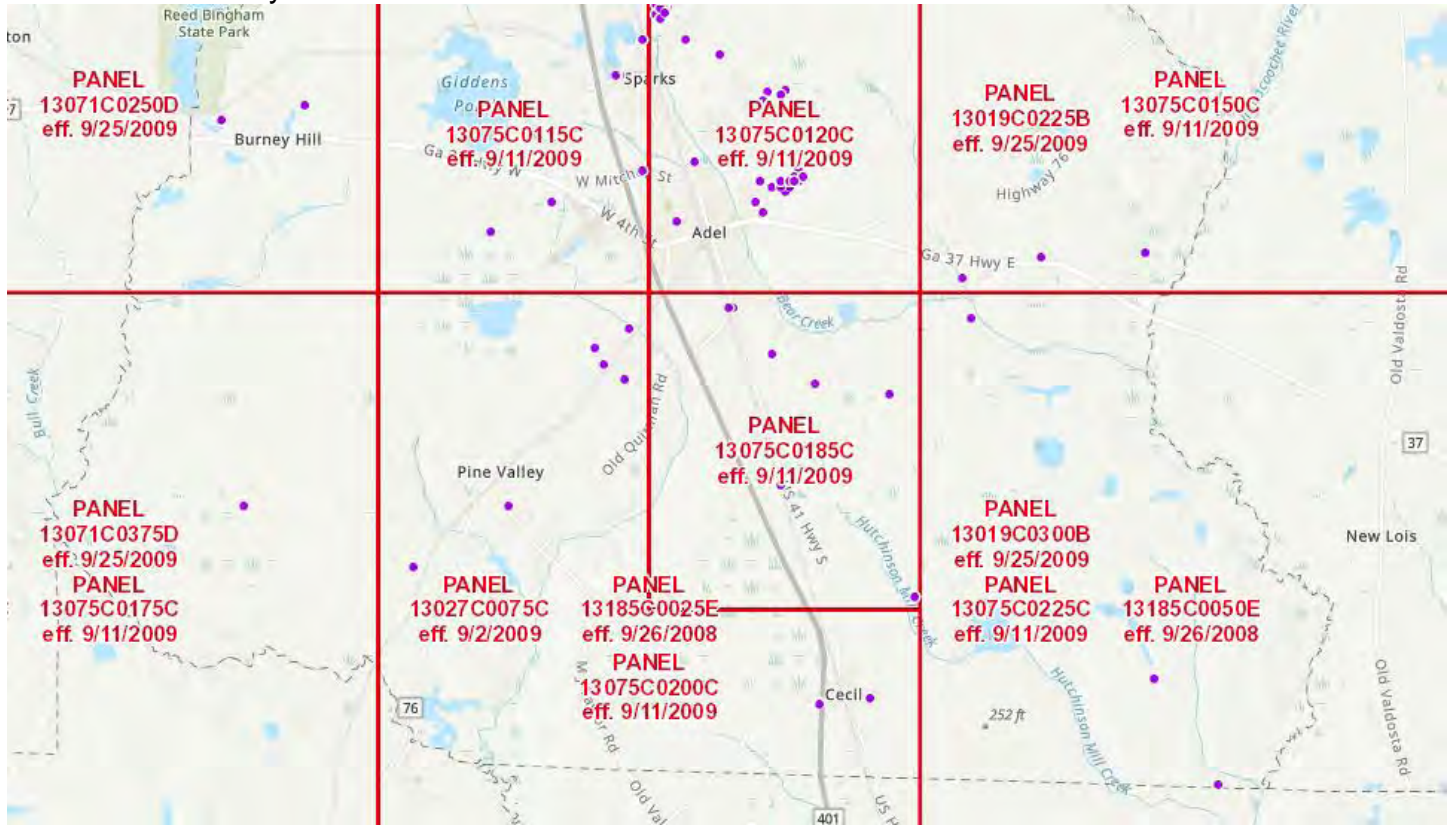 Reed Bingham
State Park
ton
PANEL
13071C0250D
eff. 9/25/2009
Burney Hill
Giddens
PANEL
13075C0115C
eff. 9/11/2009
Sparks
W 4th St
PANEL
13075C0120C
eff. 9/11/2009
Adel
PANEL
13019C0225B
eff. 9/25/2009
Highway 76
PANEL
13075C0150C
eff. 9/11/2009
Ga 37 Hwy E
Bear Creek
Old Valdosta Rd
Bull Creek
37
Pine Valley
PANEL
13075C0185C
eff. 9/11/2009
US 41 Hwy S
PANEL
13071C0375D
eff. 9/25/2009
PANEL
13075C0175C
eff. 9/11/2009
PANEL
13027C0075C
eff. 9/2/2009
PANEL
13185C0025E
eff. 9/26/2008
PANEL
13075C0200C
eff. 9/11/2009
PANEL
13019C0300B
eff. 9/25/2009
PANEL
13075C0225C
eff. 9/11/2009
PANEL
13185C0050E
eff. 9/26/2008
New Lois
Hutchinson Mill Creek
76
Cecil
252 ft
Hutchinson Mill Creek
Old Valdosta Rd
Old Val
US H
401